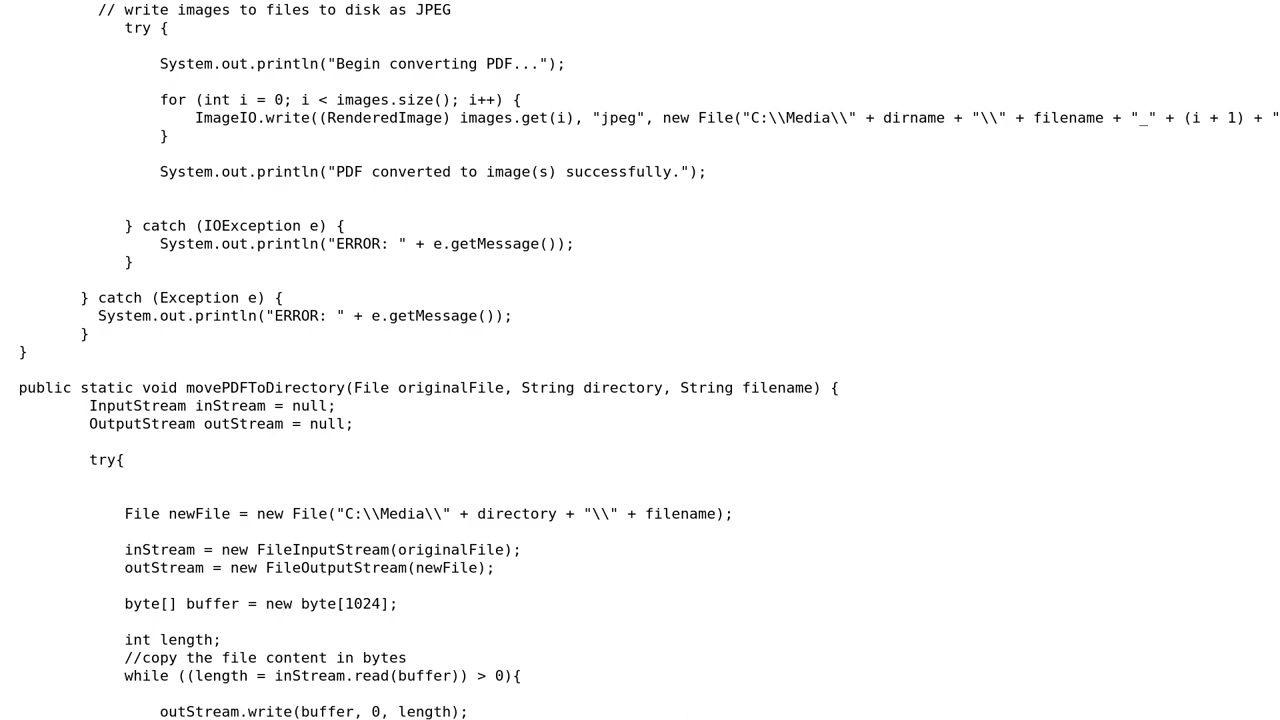 // write images to files to disk as JPEG
try {
System.out.println("Begin converting PDF...");
for (int i = 0; i < images.size(); i++) {
ImageIO.write((RenderedImage) images.get(i), "jpeg", new File("C:\\Media\\" + dirname + "\\" + filename + "_" + (i + 1) + "
}
System.out.println("PDF converted to image(s) successfully.");
} catch (IOException e) {
System.out.println("ERROR: " + e.getMessage());
}
} catch (Exception e) {
System.out.println("ERROR: " + e.getMessage());
}
}
public static void movePDFToDirectory(File originalFile, String directory, String filename) {
InputStream inStream = null;
OutputStream outStream = null;
try{
File newFile = new File("C:\\Media\\" + directory + "\\" + filename);
inStream = new FileInputStream(originalFile);
outStream = new FileOutputStream(newFile);
byte[] buffer = new byte[1024];
int length;
//copy the file content in bytes
while ((length = inStream.read(buffer)) > 0){
outStream.write(buffer, 0, length);